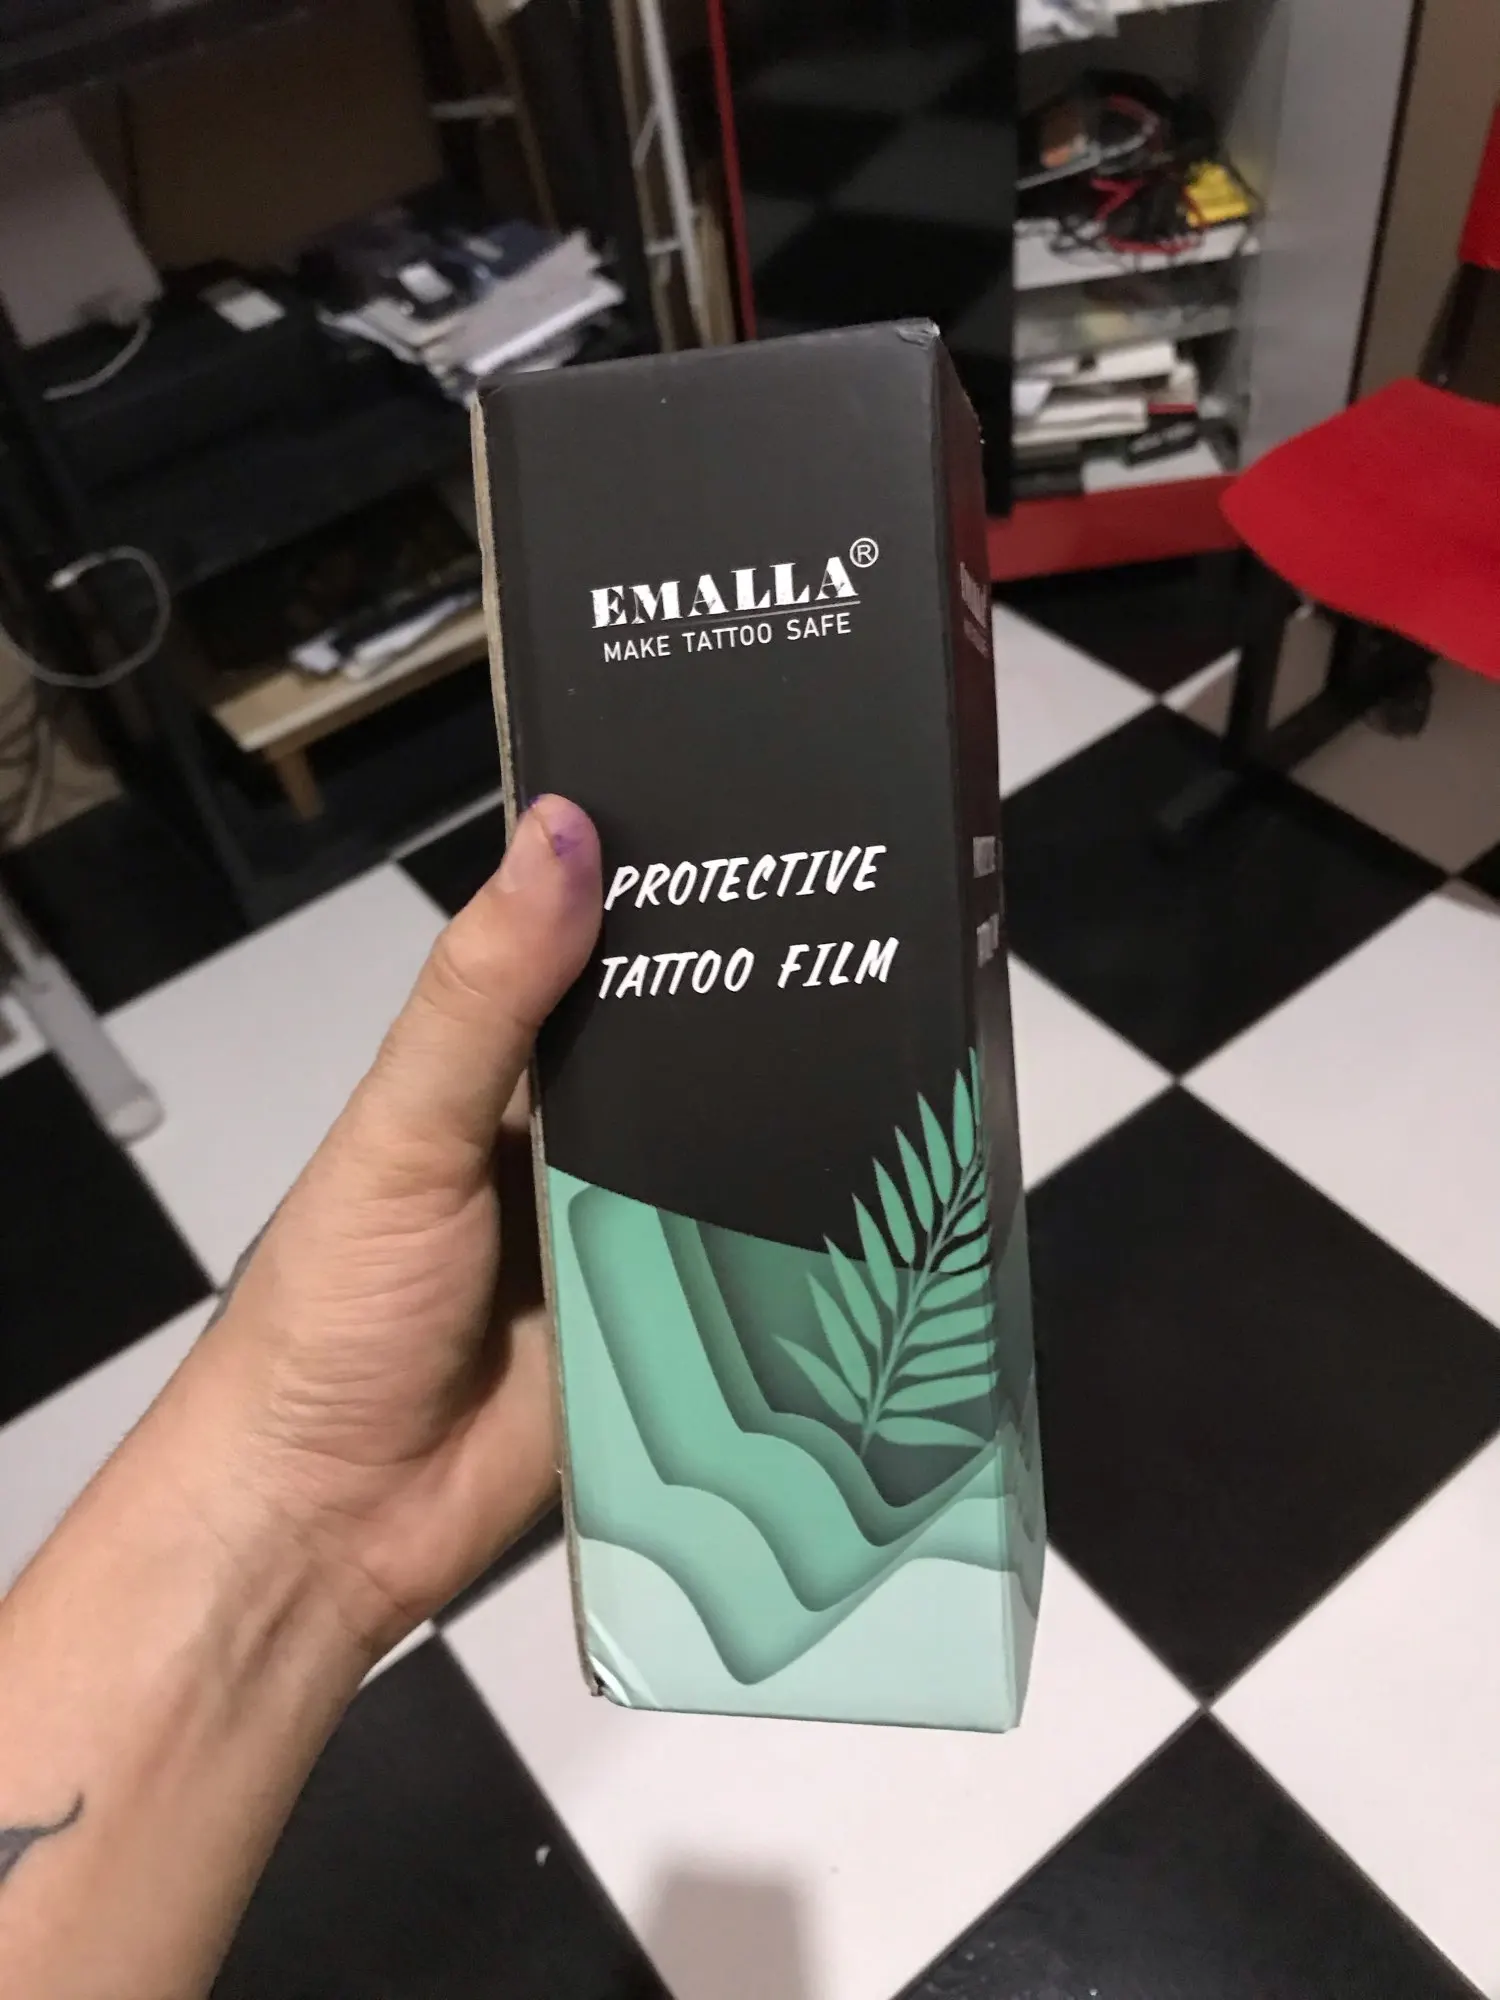 EMALLA®
MAKE TATTOO SAFE
PROTECTIVE
TATTOO FILM